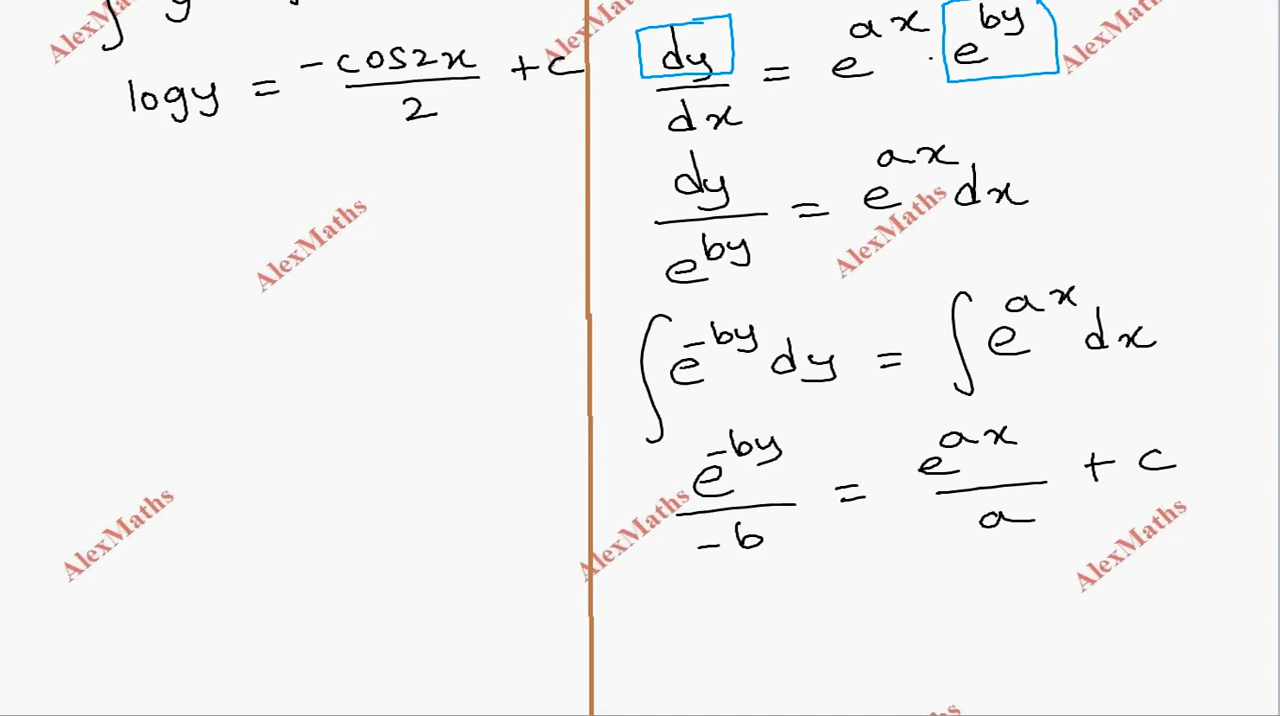 ∫ y
log y = -cos2x/2 + c
dy/dx = e^{ax} · e^{by}
dy/e^{by} = e^{ax} dx
∫ e^{-by} dy = ∫ e^{ax} dx
e^{-by}/-b = e^{ax}/a + c
AlexMaths
AlexMaths
AlexMaths
AlexMaths
AlexMaths
AlexMaths
AlexMaths
AlexMaths